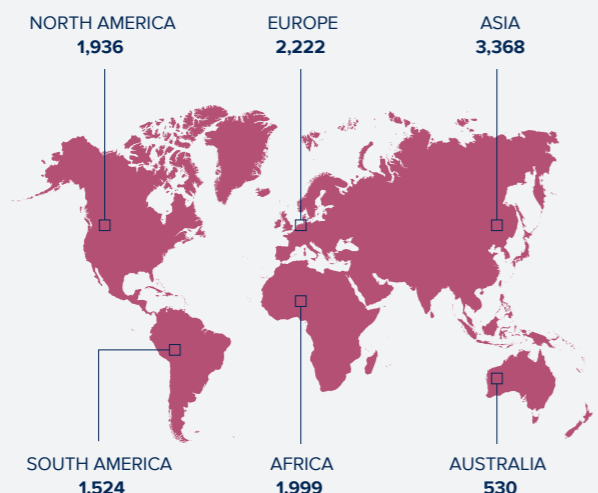 NORTH AMERICA
1,936
EUROPE
2,222
ASIA
3,368
SOUTH AMERICA
1,524
AFRICA
1,999
AUSTRALIA
530